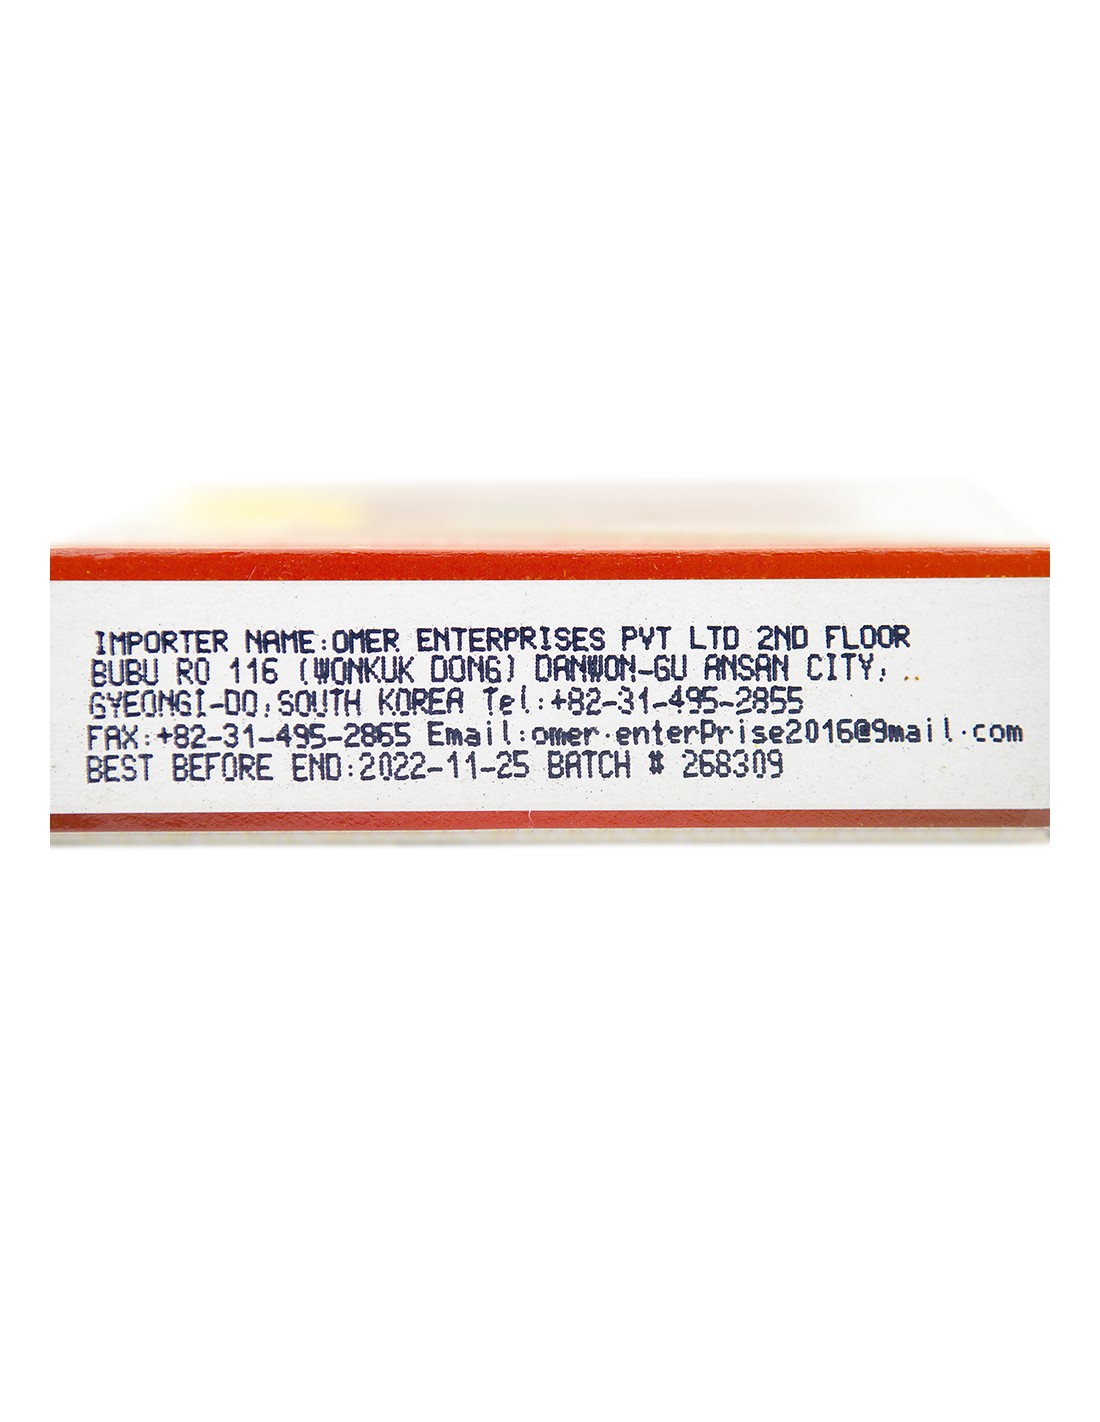 IMPORTER NAME:OMER ENTERPRISES PVT LTD 2ND FLOOR
BUBU RO 116 (WONKUK DONG) DANWON-GU ANSAN CITY, ..
GYEONGI-DO,SOUTH KOREA Tel:+82-31-495-2855
FAX:+82-31-495-2865 Email:omer.enterprise2016@gmail.com
BEST BEFORE END:2022-11-25 BATCH # 268309